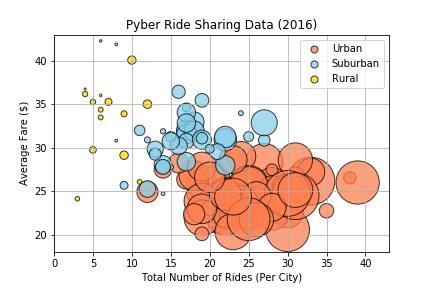 Pyber Ride Sharing Data (2016)
Urban
Suburban
Rural
Average Fare ($)
40
35
30
25
20
0 5 10 15 20 25 30 35 40
Total Number of Rides (Per City)